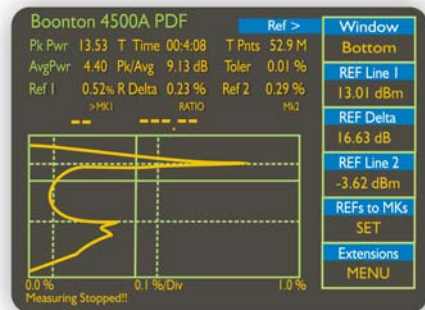 Boonton 4500A PDF
Ref >
Pk Pwr 13.53 T Time 00:4:08 T Pnts 52.9 M
AvgPwr 4.40 Pk/Avg 9.13 dB Toler 0.01 %
Ref 1 0.52% R Delta 0.23 % Ref 2 0.29 %
>MK1 RATIO Mk2
-- ---.--
0.0 % 0.1 %/Div 1.0 %
Measuring Stopped!!
Window
Bottom
REF Line 1
13.01 dBm
REF Delta
16.63 dB
REF Line 2
-3.62 dBm
REFs to MKs
SET
Extensions
MENU